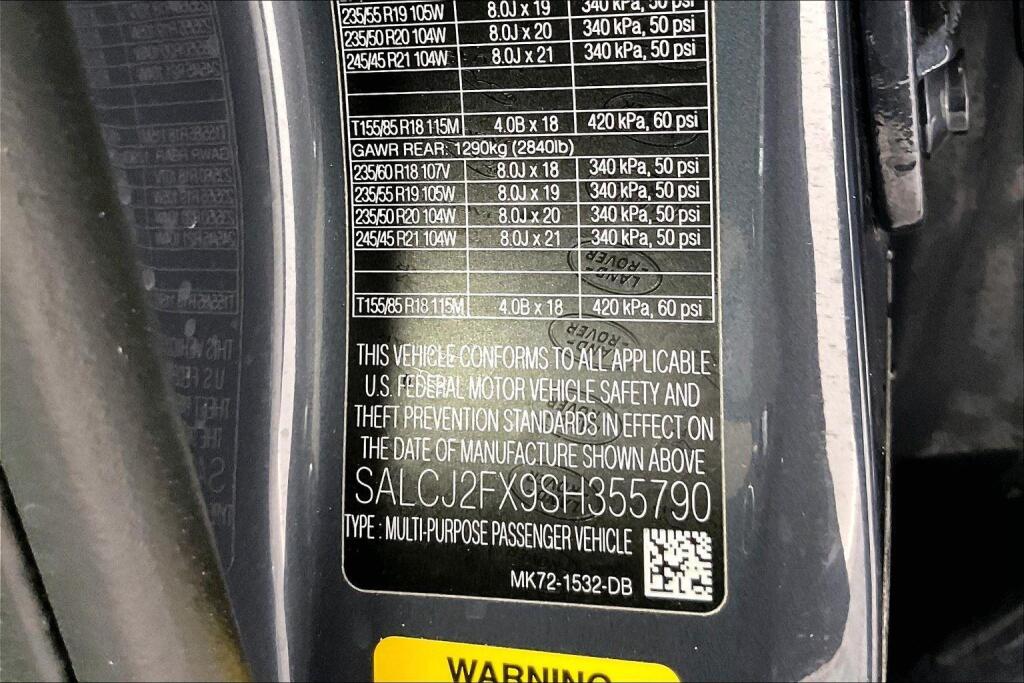 235/55 R19 105W 8.0J x 19 340 kPa, 50 psi
235/50 R20 104W 8.0J x 20 340 kPa, 50 psi
245/45 R21 104W 8.0J x 21 340 kPa, 50 psi
T155/85 R18 115M 4.0B x 18 420 kPa, 60 psi
GAWR REAR: 1290kg (2840lb)
235/60 R18 107V 8.0J x 18 340 kPa, 50 psi
235/55 R19 105W 8.0J x 19 340 kPa, 50 psi
235/50 R20 104W 8.0J x 20 340 kPa, 50 psi
245/45 R21 104W 8.0J x 21 340 kPa, 50 psi
LAND-
ROVER
T155/85 R18 115M 4.0B x 18 420 kPa, 60 psi
LAND-
ROVER
THIS VEHICLE CONFORMS TO ALL APPLICABLE
U.S. FEDERAL MOTOR VEHICLE SAFETY AND
THEFT PREVENTION STANDARDS IN EFFECT ON
THE DATE OF MANUFACTURE SHOWN ABOVE
SALCJ2FX9SH355790
TYPE : MULTI-PURPOSE PASSENGER VEHICLE
MK72-1532-DB
WARNING